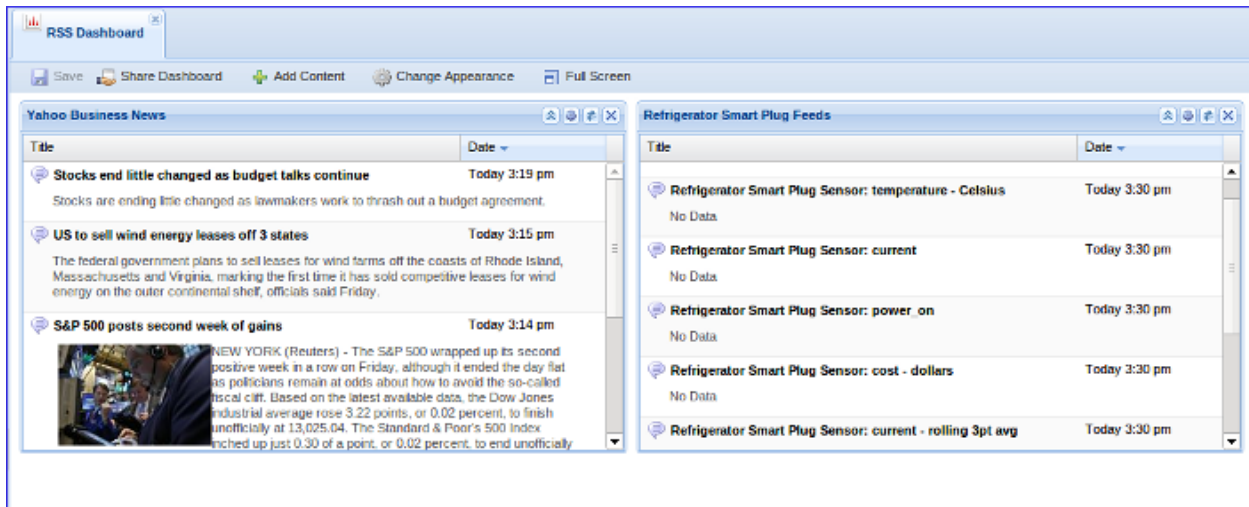 RSS Dashboard
Save Share Dashboard Add Content Change Appearance Full Screen
Yahoo Business News
Title Date
Stocks end little changed as budget talks continue Today 3:19 pm
Stocks are ending little changed as lawmakers work to thrash out a budget agreement.
US to sell wind energy leases off 3 states Today 3:15 pm
The federal government plans to sell leases for wind farms off the coasts of Rhode Island,
Massachusetts and Virginia, marking the first time it has sold competitive leases for wind
energy on the outer continental shelf, officials said Friday.
S&P 500 posts second week of gains Today 3:14 pm
NEW YORK (Reuters) - The S&P 500 wrapped up its second
positive week in a row on Friday, although it ended the day flat
as politicians remain at odds about how to avoid the so-called
fiscal cliff. Based on the latest available data, the Dow Jones
industrial average rose 3.22 points, or 0.02 percent, to finish
unofficially at 13,025.04. The Standard & Poor's 500 Index
inched up just 0.30 of a point, or 0.02 percent, to end unofficially
Refrigerator Smart Plug Feeds
Title Date
Refrigerator Smart Plug Sensor: temperature - Celsius Today 3:30 pm
No Data
Refrigerator Smart Plug Sensor: current Today 3:30 pm
No Data
Refrigerator Smart Plug Sensor: power_on Today 3:30 pm
No Data
Refrigerator Smart Plug Sensor: cost - dollars Today 3:30 pm
No Data
Refrigerator Smart Plug Sensor: current - rolling 3pt avg Today 3:30 pm